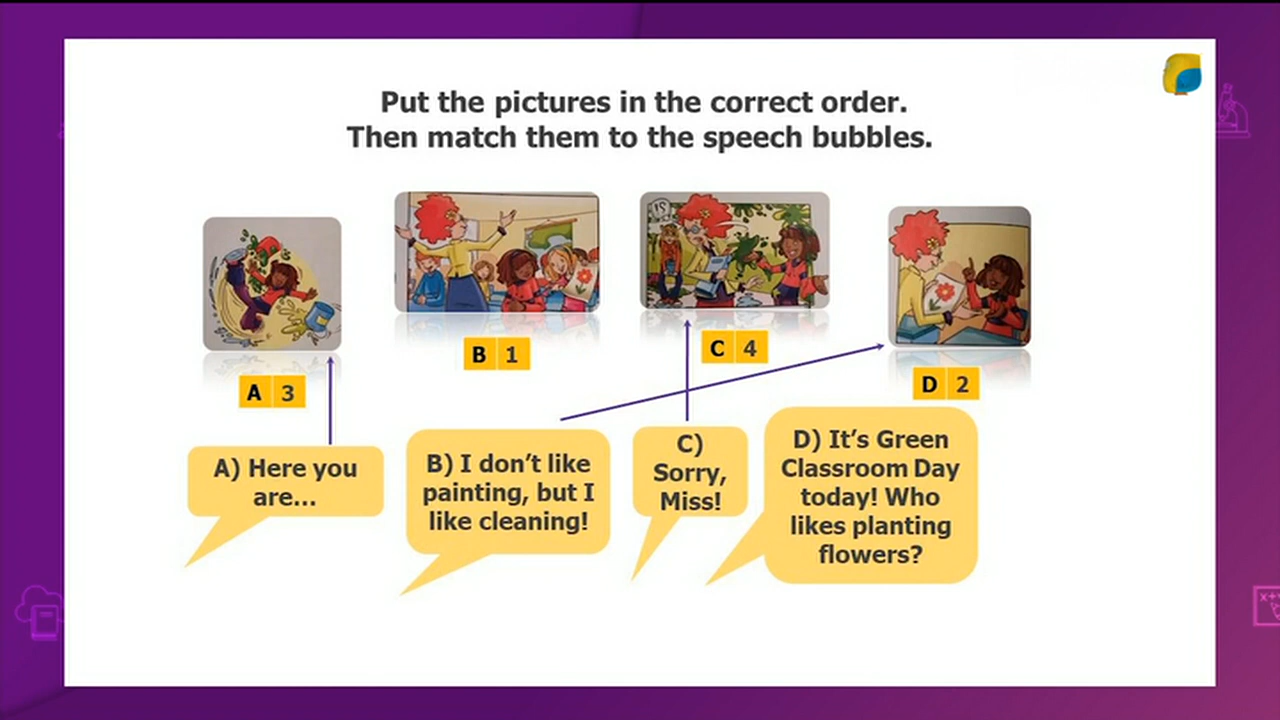 Put the pictures in the correct order.
Then match them to the speech bubbles.
A 3
B 1
C 4
D 2
A) Here you
are...
B) I don't like
painting, but I
like cleaning!
C)
Sorry,
Miss!
D) It's Green
Classroom Day
today! Who
likes planting
flowers?